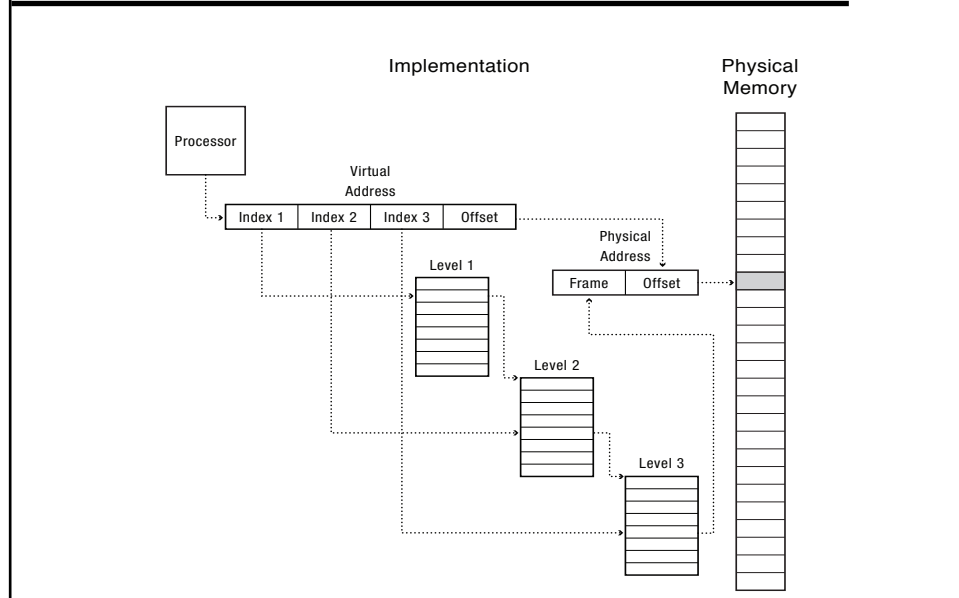 Implementation
Physical
Memory
Processor
Virtual
Address
Index 1
Index 2
Index 3
Offset
Physical
Address
Frame
Offset
Level 1
Level 2
Level 3